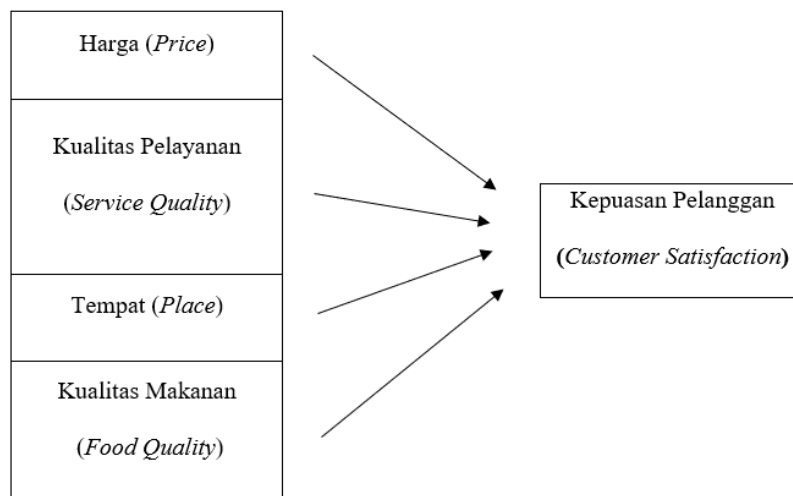 Harga (Price)
Kualitas Pelayanan
(Service Quality)
Tempat (Place)
Kualitas Makanan
(Food Quality)
Kepuasan Pelanggan
(Customer Satisfaction)